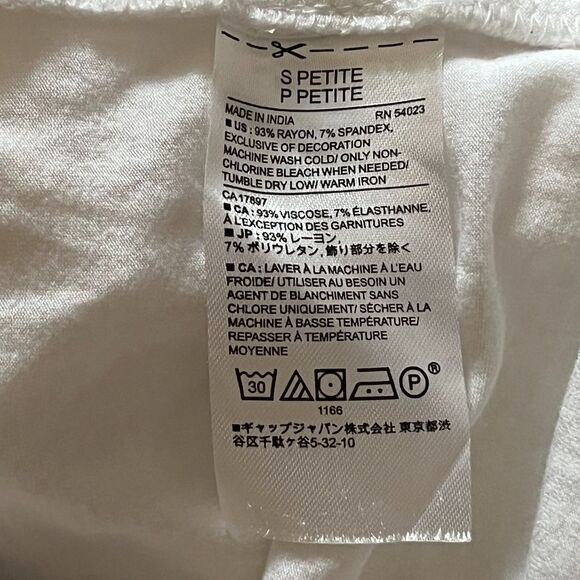 S PETITE
P PETITE
MADE IN INDIA RN 54023
■ US : 93% RAYON, 7% SPANDEX,
EXCLUSIVE OF DECORATION
MACHINE WASH COLD/ ONLY NON-
CHLORINE BLEACH WHEN NEEDED/
TUMBLE DRY LOW/ WARM IRON
CA17897
■ CA : 93% VISCOSE, 7% ÉLASTHANNE,
À L'EXCEPTION DES GARNITURES
■ JP : 93% レーヨン,
7% ポリウレタン, 飾り部分を除く
■ CA : LAVER À LA MACHINE À L'EAU
FROIDE/ UTILISER AU BESOIN UN
AGENT DE BLANCHIMENT SANS
CHLORE UNIQUEMENT/ SÉCHER À LA
MACHINE À BASSE TEMPÉRATURE/
REPASSER À TEMPÉRATURE
MOYENNE
30 P
1166
■ギャップジャパン株式会社 東京都渋
谷区千駄ヶ谷5-32-10